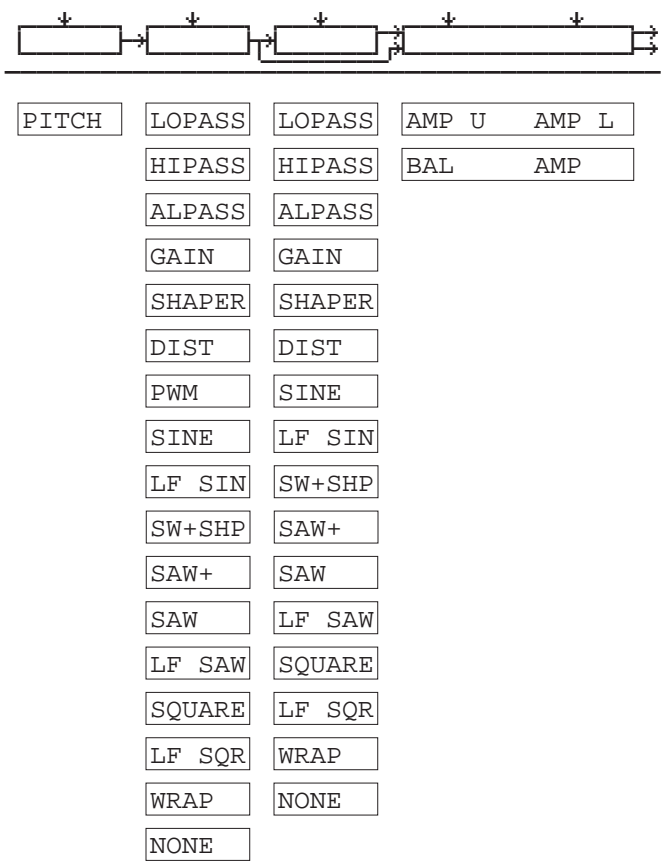 PITCH LOPASS LOPASS AMP U AMP L
HIPASS HIPASS BAL AMP
ALPASS ALPASS
GAIN GAIN
SHAPER SHAPER
DIST DIST
PWM SINE
SINE LF SIN
LF SIN SW+SHP
SW+SHP SAW+
SAW+ SAW
SAW LF SAW
LF SAW SQUARE
SQUARE LF SQR
LF SQR WRAP
WRAP NONE
NONE